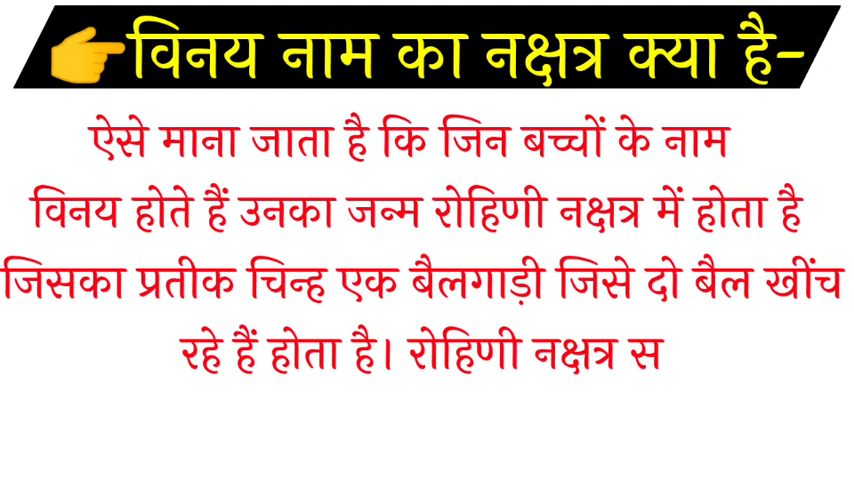 👉विनय नाम का नक्षत्र क्या है-
ऐसे माना जाता है कि जिन बच्चों के नाम
विनय होते हैं उनका जन्म रोहिणी नक्षत्र में होता है
जिसका प्रतीक चिन्ह एक बैलगाड़ी जिसे दो बैल खींच
रहे हैं होता है। रोहिणी नक्षत्र स